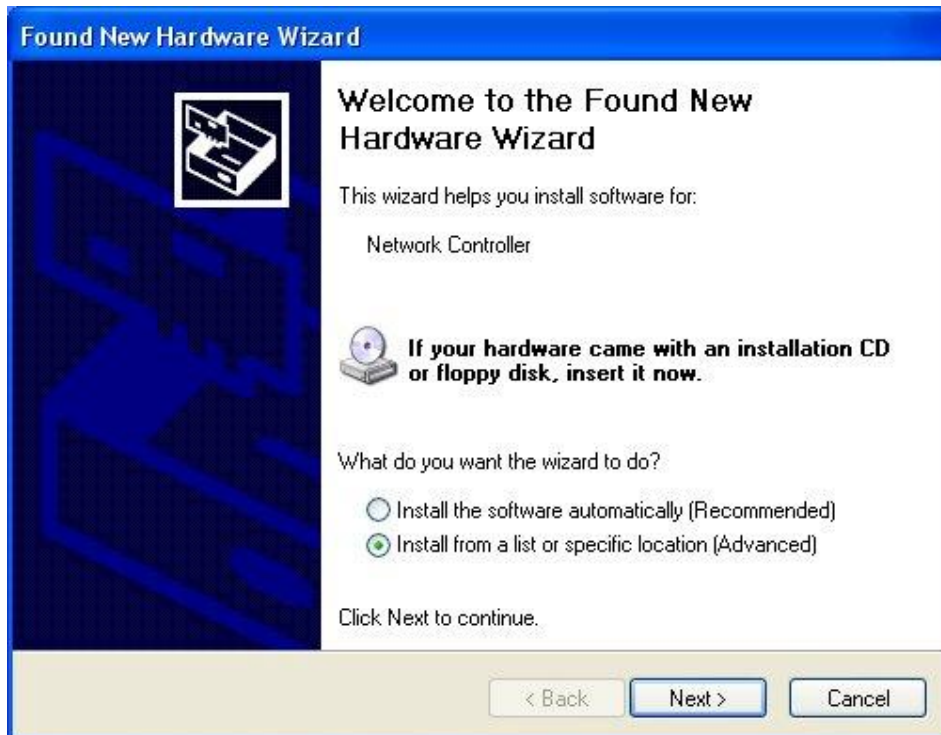 Found New Hardware Wizard
Welcome to the Found New
Hardware Wizard
This wizard helps you install software for:
Network Controller
If your hardware came with an installation CD
or floppy disk, insert it now.
What do you want the wizard to do?
Install the software automatically (Recommended)
Install from a list or specific location (Advanced)
Click Next to continue.
< Back Next > Cancel